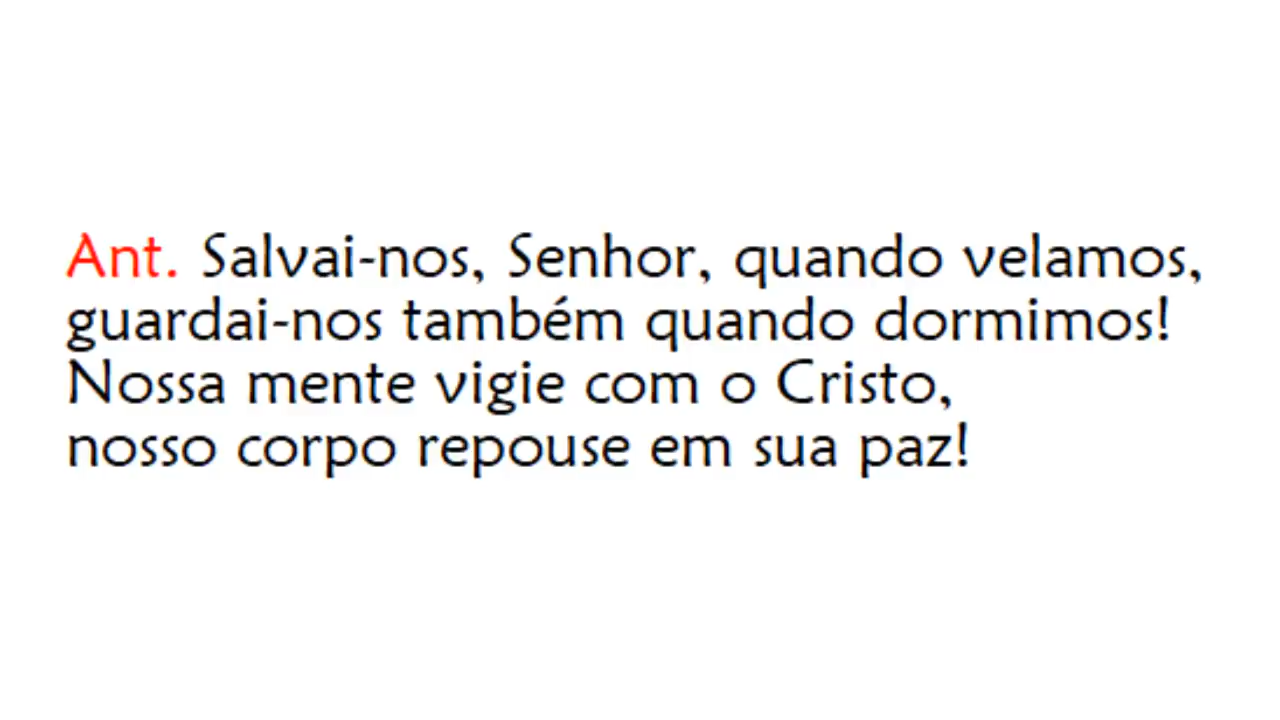 Ant. Salvai-nos, Senhor, quando velamos,
guardai-nos também quando dormimos!
Nossa mente vigie com o Cristo,
nosso corpo repouse em sua paz!